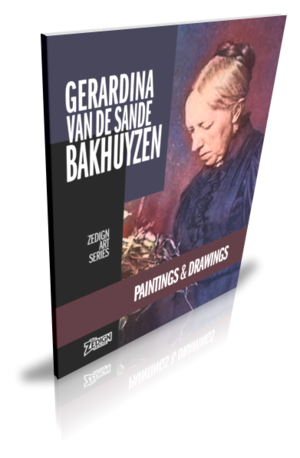 GERARDINA
VAN DE SANDE
BAKHUYZEN
ZEDIGN
ART
SERIES
PAINTINGS & DRAWINGS
ZEDIGN